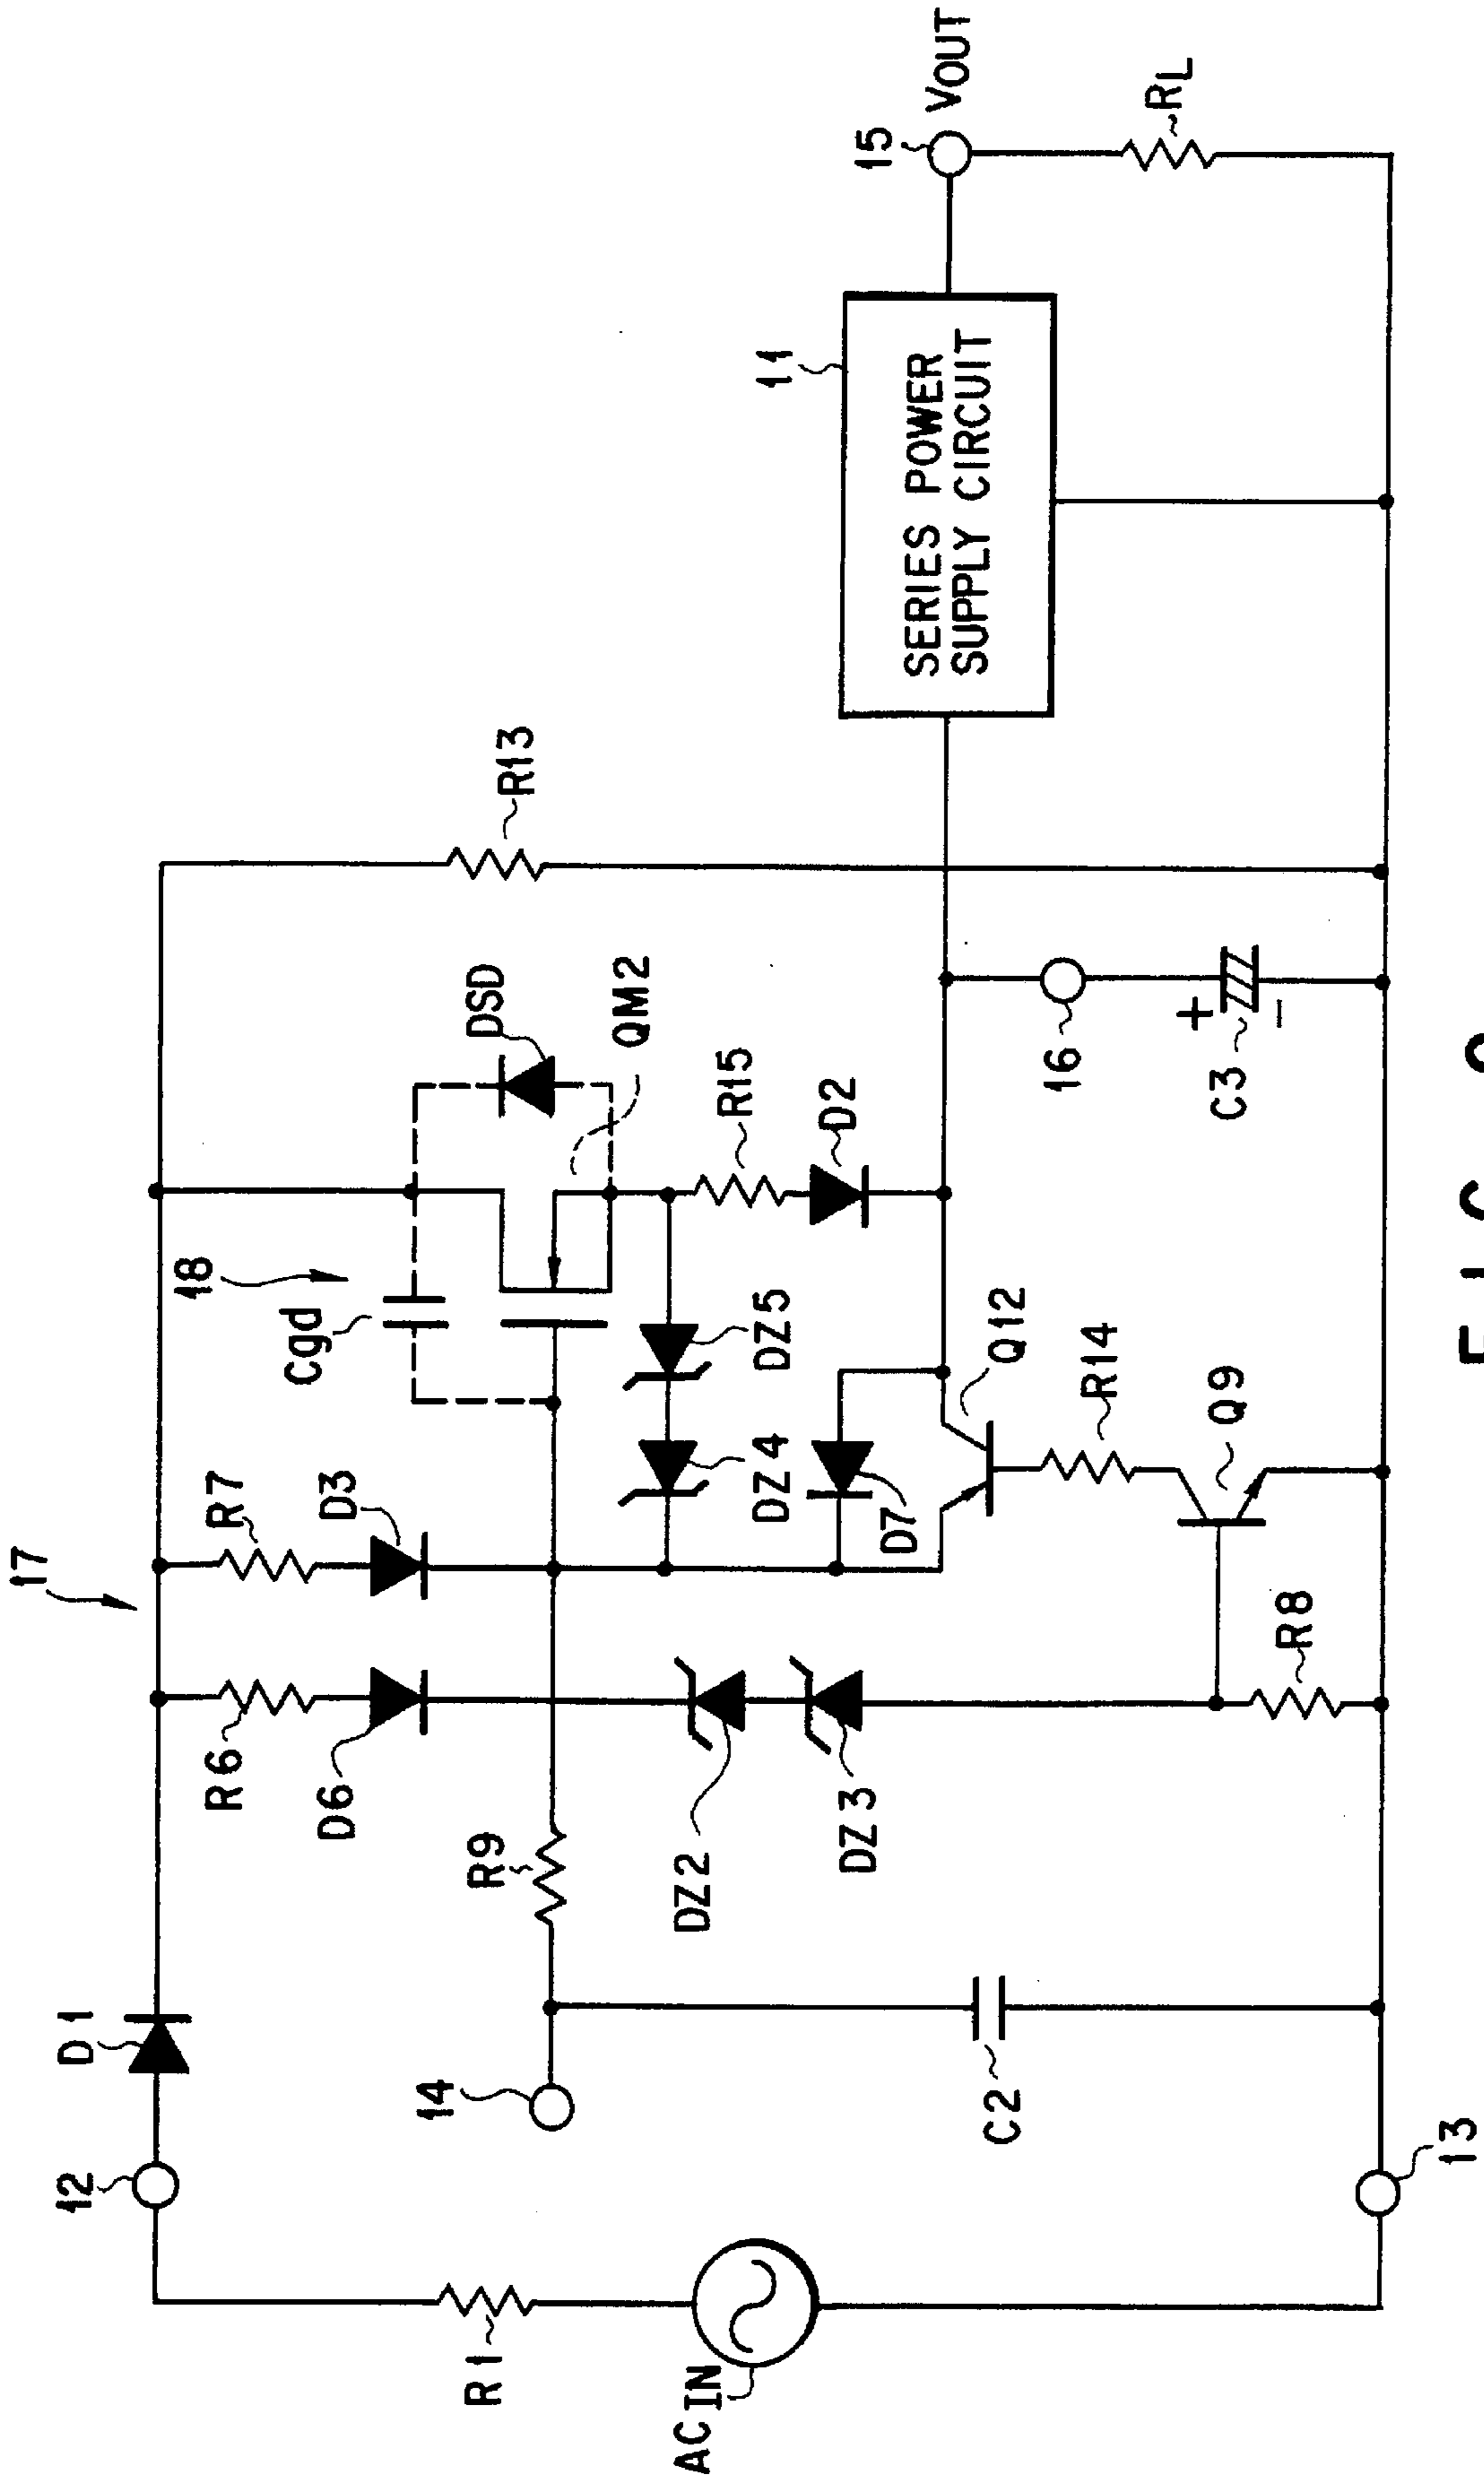 17
18
D1
12
R6
D6
R7
D3
Cgd
DSD
QM2
R13
R1
14
R9
DZ2
DZ3
DZ4
DZ5
R15
D2
D7
Q12
R14
Q9
R8
ACIN
C2
13
16
+
−
C3
11
SERIES POWER
SUPPLY CIRCUIT
15
VOUT
RL